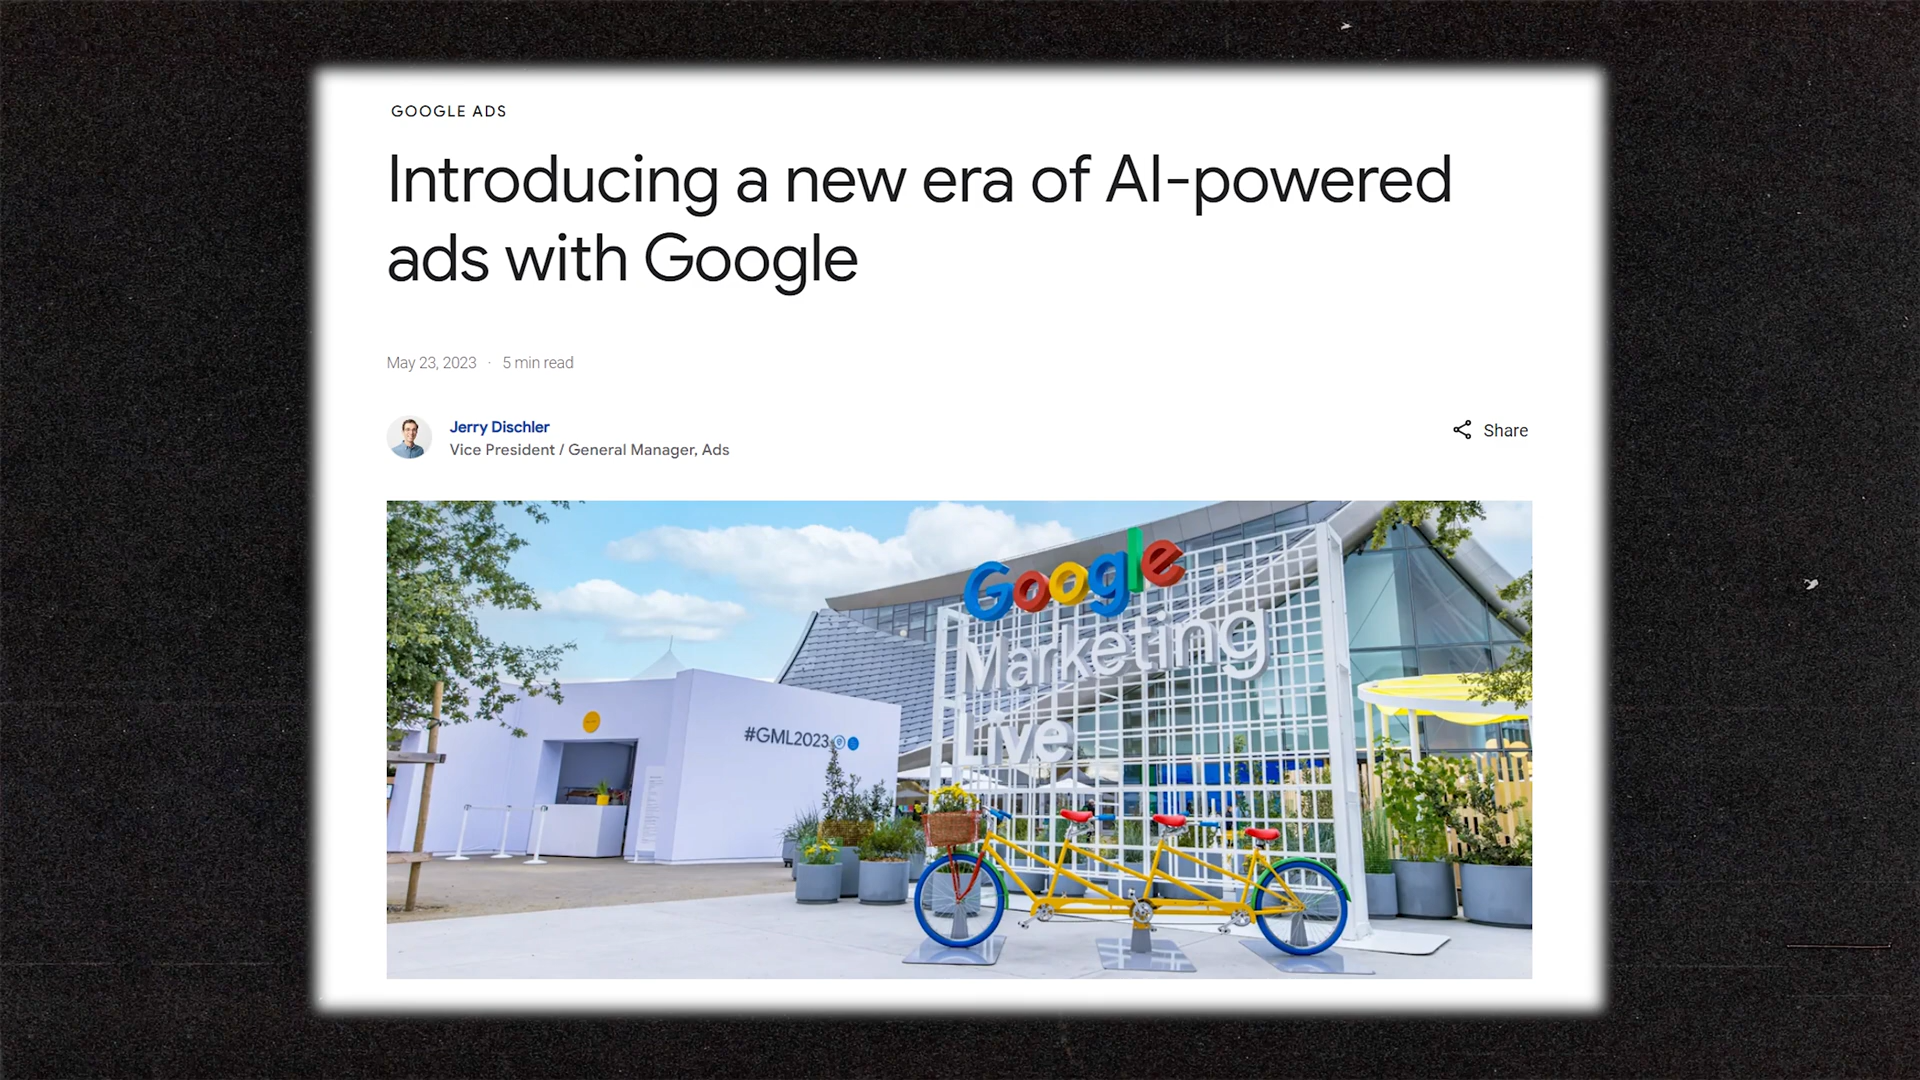 GOOGLE ADS
Introducing a new era of AI-powered
ads with Google
May 23, 2023 · 5 min read
Jerry Dischler
Vice President / General Manager, Ads
Share
Google
Marketing
Live
#GML2023